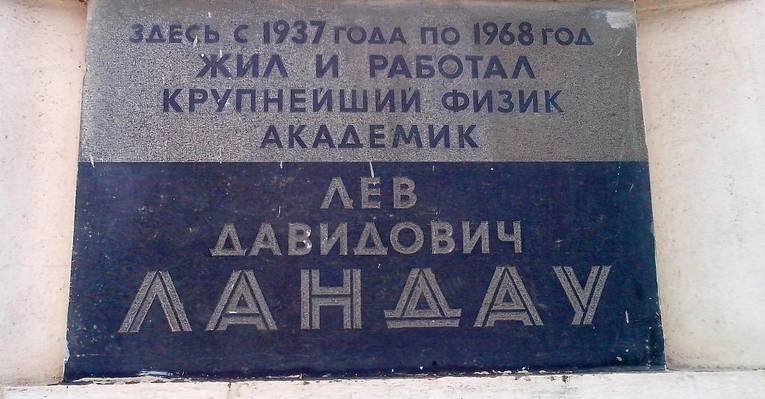 ЗДЕСЬ С 1937 ГОДА ПО 1968 ГОД
ЖИЛ И РАБОТАЛ
КРУПНЕЙШИЙ ФИЗИК
АКАДЕМИК
ЛЕВ
ДАВИДОВИЧ
ЛАНДАУ